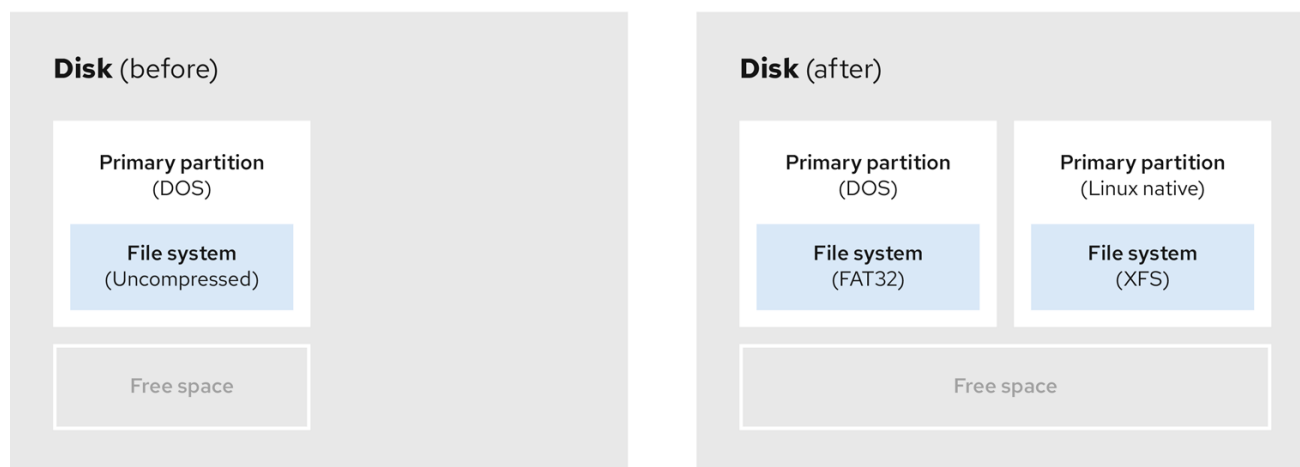 Disk (before)
Primary partition
(DOS)
File system
(Uncompressed)
Free space
Disk (after)
Primary partition
(DOS)
File system
(FAT32)
Primary partition
(Linux native)
File system
(XFS)
Free space